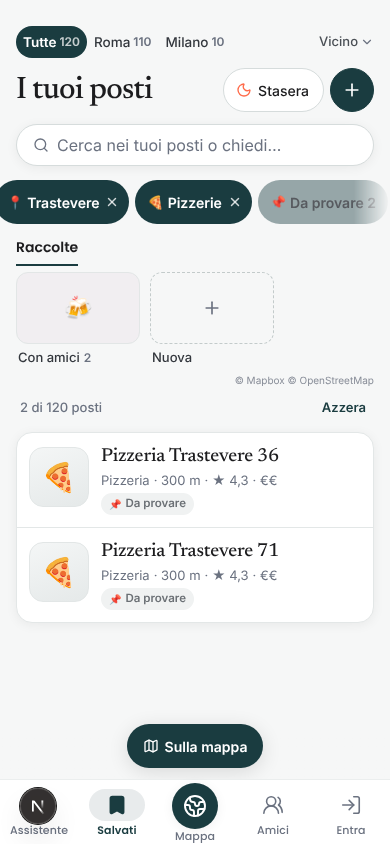 Tutte 120 Roma 110 Milano 10 Vicino
I tuoi posti
Stasera
Cerca nei tuoi posti o chiedi...
Trastevere × Pizzerie × Da provare 2
Raccolte
Con amici 2 Nuova
© Mapbox © OpenStreetMap
2 di 120 posti Azzera
Pizzeria Trastevere 36
Pizzeria · 300 m · ★ 4,3 · €€
Da provare
Pizzeria Trastevere 71
Pizzeria · 300 m · ★ 4,3 · €€
Da provare
Sulla mappa
N
Assistente Salvati Mappa Amici Entra